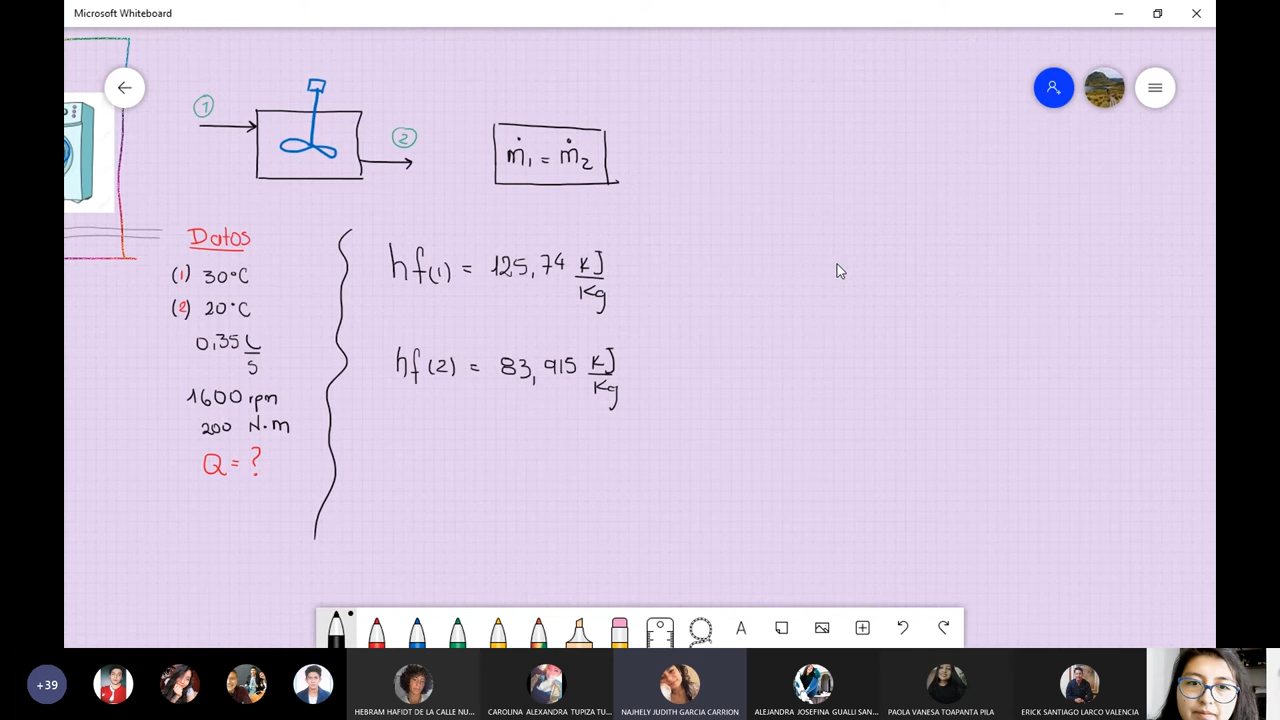 Microsoft Whiteboard
1
2
ṁ1 = ṁ2
Datos
(1) 30°C
(2) 20°C
0,35 L/s
1600 rpm
200 N·m
Q = ?
hf(1) = 125,74 kJ/Kg
hf(2) = 83,915 kJ/Kg
A
+39
HEBRAM HAFIDT DE LA CALLE NU...
CAROLINA ALEXANDRA TUPIZA TU...
NAJHELY JUDITH GARCIA CARRION
ALEJANDRA JOSEFINA GUALLI SAN...
PAOLA VANESA TOAPANTA PILA
ERICK SANTIAGO LARCO VALENCIA